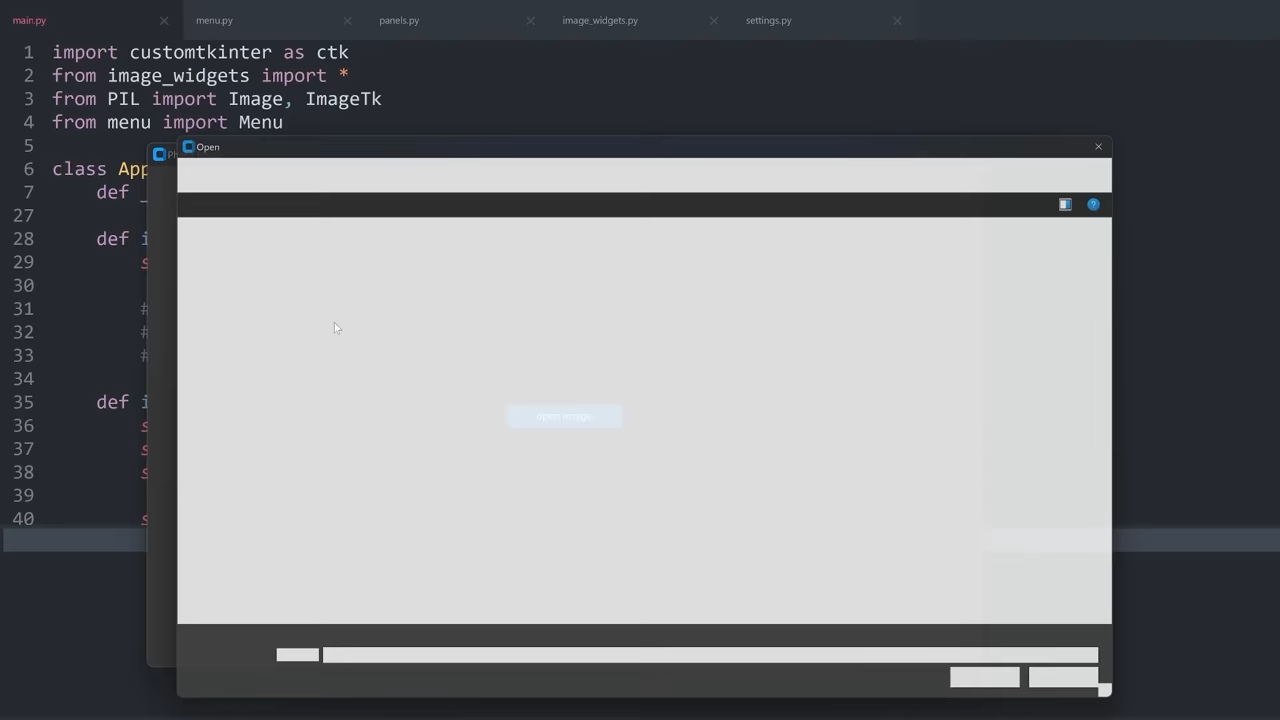 main.py menu.py panels.py image_widgets.py settings.py
1 import customtkinter as ctk
2 from image_widgets import *
3 from PIL import Image, ImageTk
4 from menu import Menu
5
Open
6 class App
7 def _
27
28 def i
29 s
30
31 #
32 #
33 #
34
35 def i
36 s
37 s
38 s
39
40 s
open image